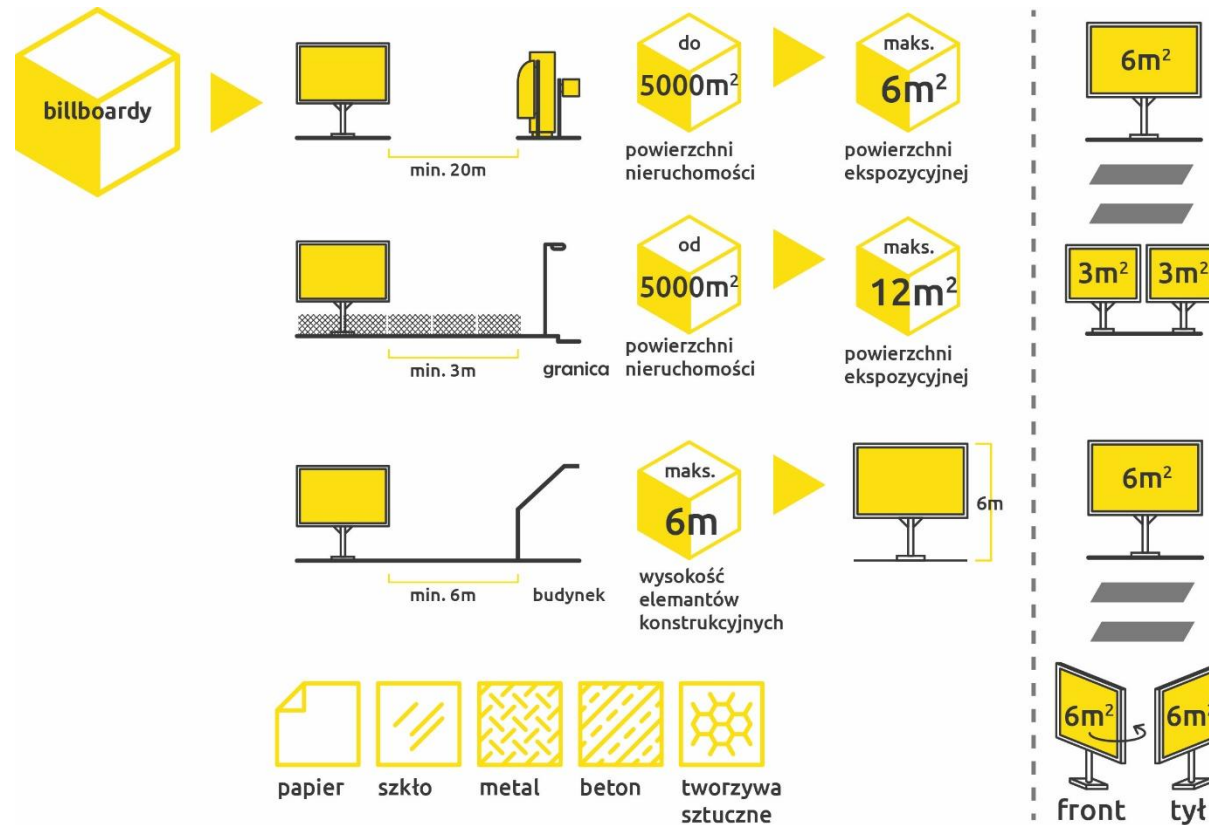 billboardy
min. 20m
do
5000m²
powierzchni
nieruchomości
maks.
6m²
powierzchni
ekspozycyjnej
6m²
min. 3m
granica
od
5000m²
powierzchni
nieruchomości
maks.
12m²
powierzchni
ekspozycyjnej
3m²
3m²
min. 6m
budynek
maks.
6m
wysokość
elemantów
konstrukcyjnych
6m
6m²
papier
szkło
metal
beton
tworzywa
sztuczne
6m²
6m²
front
tył